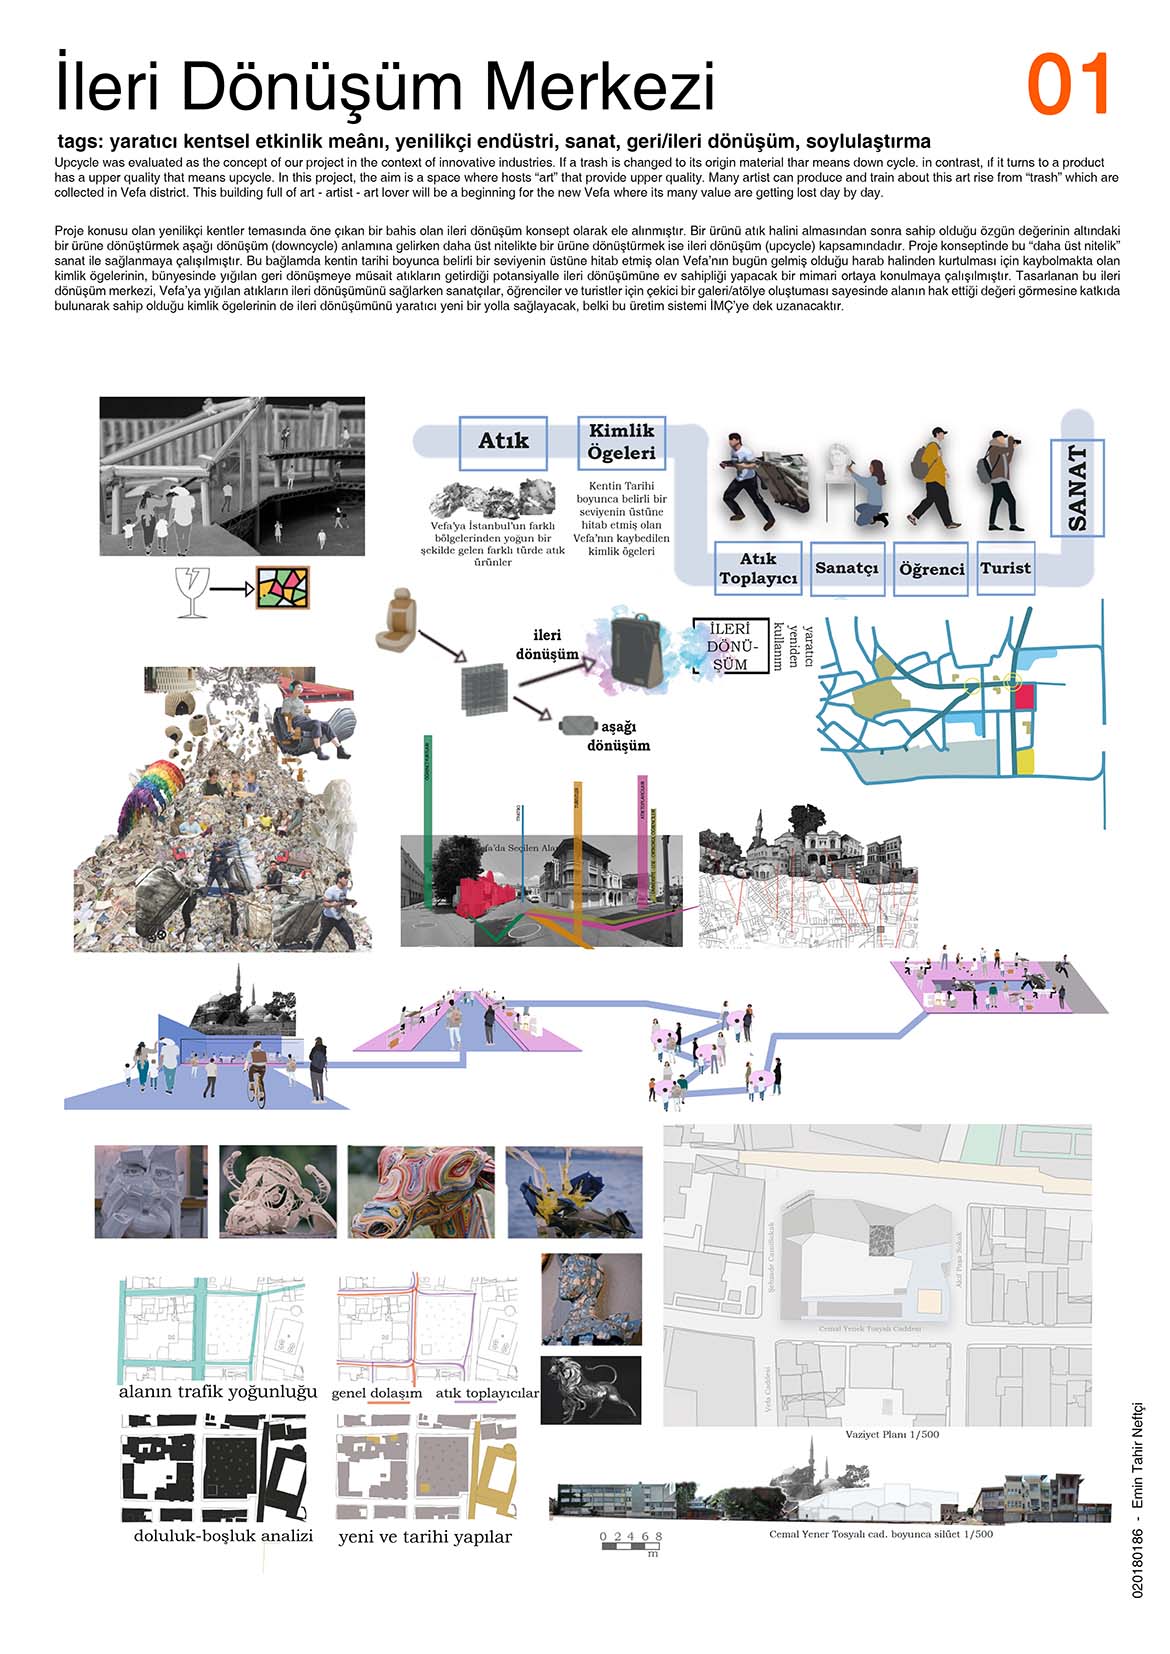 İleri Dönüşüm Merkezi
01
tags: yaratıcı kentsel etkinlik meânı, yenilikçi endüstri, sanat, geri/ileri dönüşüm, soylulaştırma
Upcycle was evaluated as the concept of our project in the context of innovative industries. If a trash is changed to its origin material thar means down cycle. in contrast, ıf it turns to a product
has a upper quality that means upcycle. In this project, the aim is a space where hosts “art” that provide upper quality. Many artist can produce and train about this art rise from “trash” which are
collected in Vefa district. This building full of art - artist - art lover will be a beginning for the new Vefa where its many value are getting lost day by day.
Proje konusu olan yenilikçi kentler temasında öne çıkan bir bahis olan ileri dönüşüm konsept olarak ele alınmıştır. Bir ürünü atık halini almasından sonra sahip olduğu özgün değerinin altındaki
bir ürüne dönüştürmek aşağı dönüşüm (downcycle) anlamına gelirken daha üst nitelikte bir ürüne dönüştürmek ise ileri dönüşüm (upcycle) kapsamındadır. Proje konseptinde bu “daha üst nitelik”
sanat ile sağlanmaya çalışılmıştır. Bu bağlamda kentin tarihi boyunca belirli bir seviyenin üstüne hitab etmiş olan Vefa’nın bugün gelmiş olduğu harab halinden kurtulması için kaybolmakta olan
kimlik ögelerinin, bünyesinde yığılan geri dönüşmeye müsait atıkların getirdiği potansiyalle ileri dönüşümüne ev sahipliği yapacak bir mimari ortaya konulmaya çalışılmıştır. Tasarlanan bu ileri
dönüşüm merkezi, Vefa’ya yığılan atıkların ileri dönüşümünü sağlarken sanatçılar, öğrenciler ve turistler için çekici bir galeri/atölye oluştuması sayesinde alanın hak ettiği değeri görmesine katkıda
bulunarak sahip olduğu kimlik ögelerinin de ileri dönüşümünü yaratıcı yeni bir yolla sağlayacak, belki bu üretim sistemi İMÇ’ye dek uzanacaktır.
Atık
Kimlik
Ögeleri
Vefa’ya İstanbul’un farklı
bölgelerinden yoğun bir
şekilde gelen farklı türde atık
ürünler
Kentin Tarihi
boyunca belirli bir
seviyenin üstüne
hitab etmiş olan
Vefa’nın kaybedilen
kimlik ögeleri
Atık
Toplayıcı
Sanatçı
Öğrenci
Turist
SANAT
ileri
dönüşüm
aşağı
dönüşüm
İLERİ
DÖNÜ-
ŞÜM
yaratıcı
yeniden
kullanım
TURİSTLER
ATIK TOPLAYICILAR
Vefa’da Seçilen Alan
Şehzade Camii Sokak
Akif Paşa Sokak
Cemal Yenek Tosyalı Caddesi
Vefa Caddesi
Vaziyet Planı 1/500
alanın trafik yoğunluğu
genel dolaşım
atık toplayıcılar
doluluk-boşluk analizi
yeni ve tarihi yapılar
0 2 4 6 8
m
Cemal Yener Tosyalı cad. boyunca silüet 1/500
020180186 - Emin Tahir Neftçi